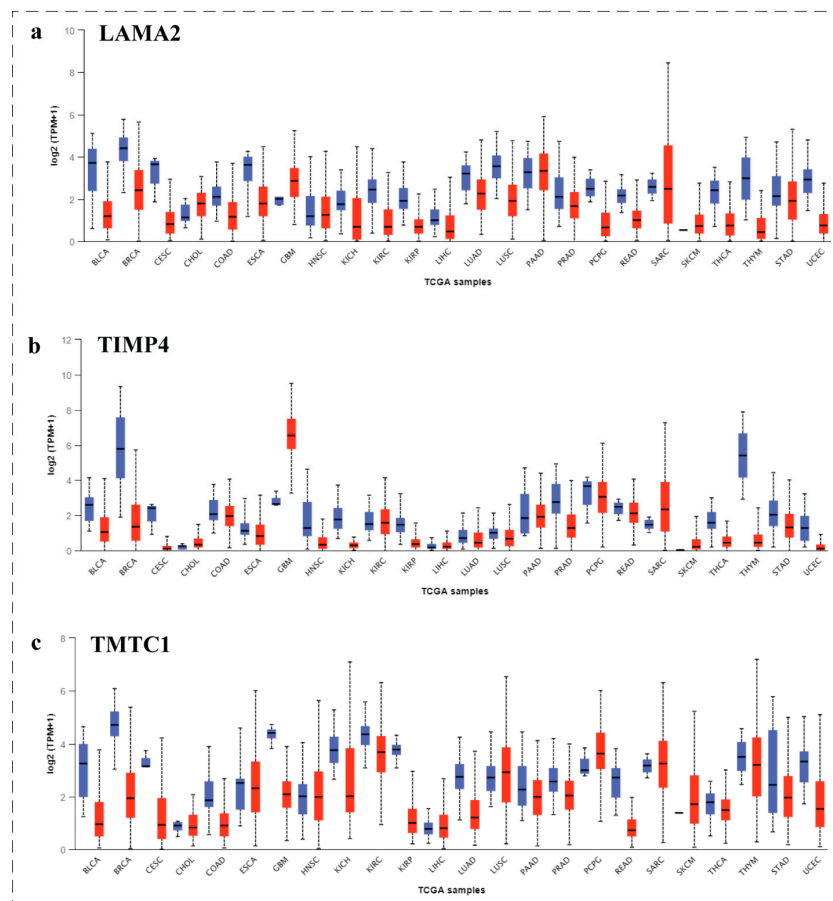 a LAMA2
log2 (TPM+1)
10
8
6
4
2
0
BLCA BRCA CESC CHOL COAD ESCA GBM HNSC KICH KIRC KIRP LIHC LUAD LUSC PAAD PRAD PCPG READ SARC SKCM THCA THYM STAD UCEC
TCGA samples
b TIMP4
log2 (TPM+1)
12
10
8
6
4
2
0
BLCA BRCA CESC CHOL COAD ESCA GBM HNSC KICH KIRC KIRP LIHC LUAD LUSC PAAD PRAD PCPG READ SARC SKCM THCA THYM STAD UCEC
TCGA samples
c TMTC1
log2 (TPM+1)
8
6
4
2
0
BLCA BRCA CESC CHOL COAD ESCA GBM HNSC KICH KIRC KIRP LIHC LUAD LUSC PAAD PRAD PCPG READ SARC SKCM THCA THYM STAD UCEC
TCGA samples